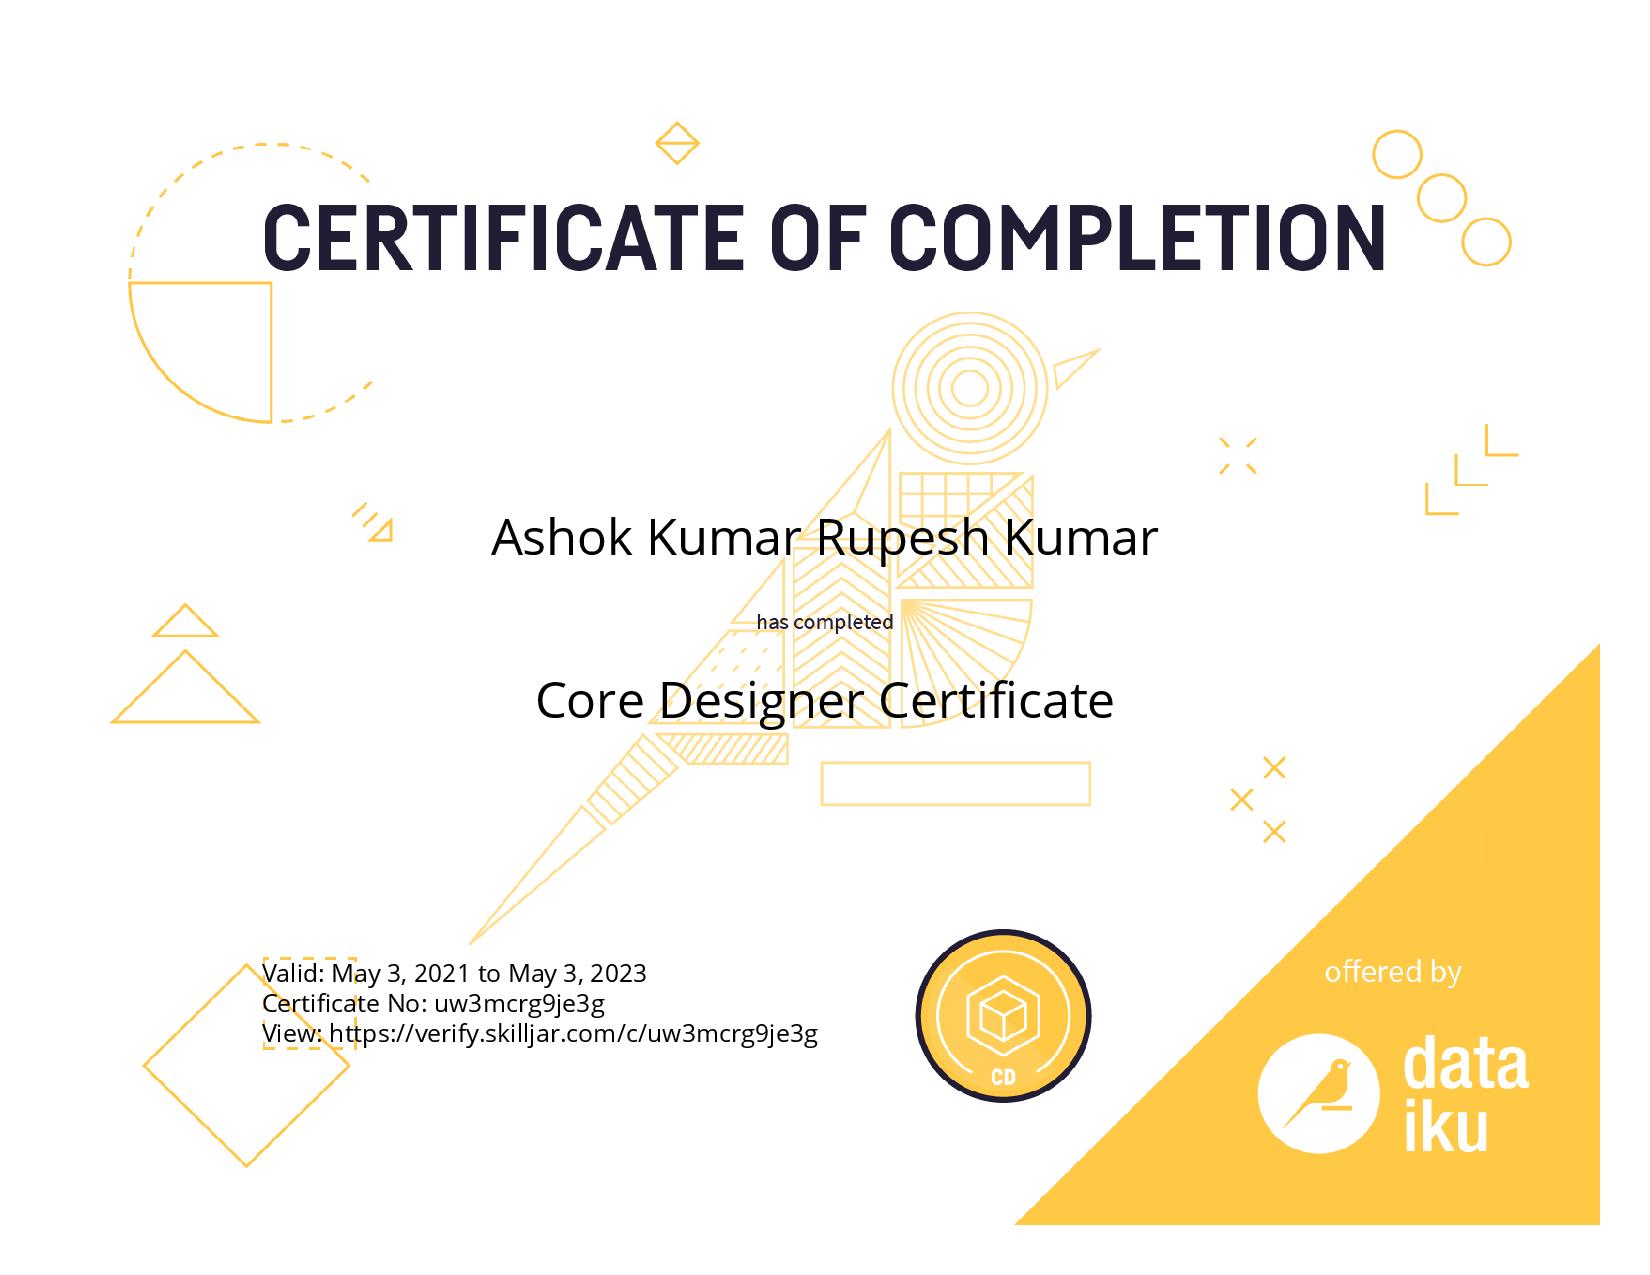 CERTIFICATE OF COMPLETION
Ashok Kumar Rupesh Kumar
has completed
Core Designer Certificate
Valid: May 3, 2021 to May 3, 2023
Certificate No: uw3mcrg9je3g
View: https://verify.skilljar.com/c/uw3mcrg9je3g
CD
offered by
data
iku